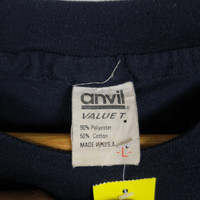 anvil
VALUE T
50% Polyester
50% Cotton
MADE IN U.S.A.
-L-